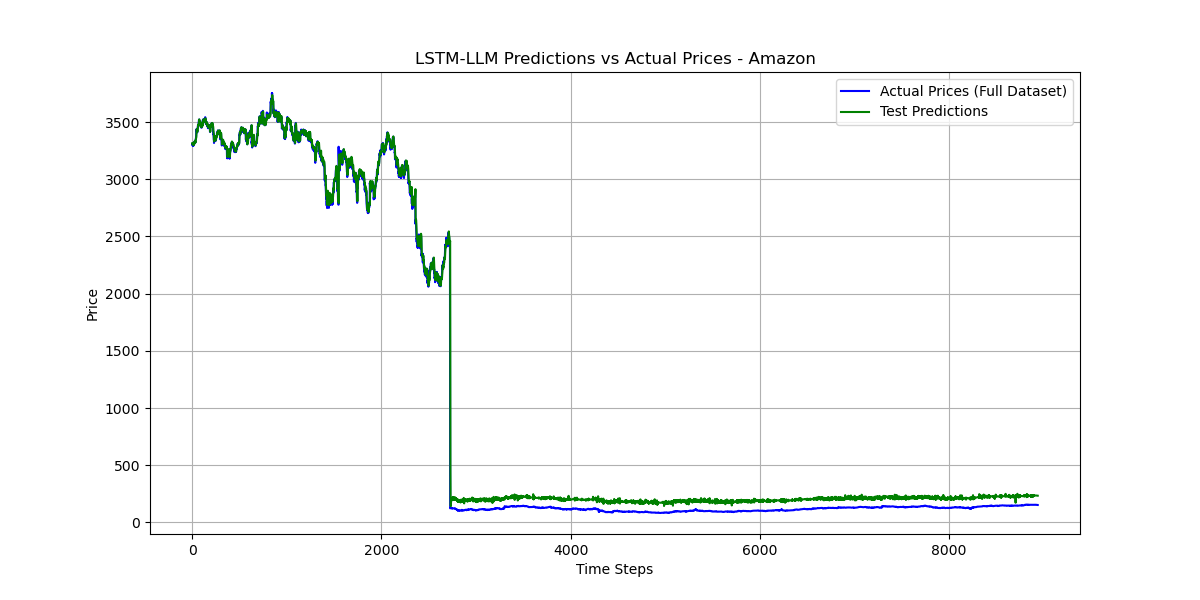 LSTM-LLM Predictions vs Actual Prices - Amazon
Actual Prices (Full Dataset)
Test Predictions
Price
3500
3000
2500
2000
1500
1000
500
0
0 2000 4000 6000 8000
Time Steps